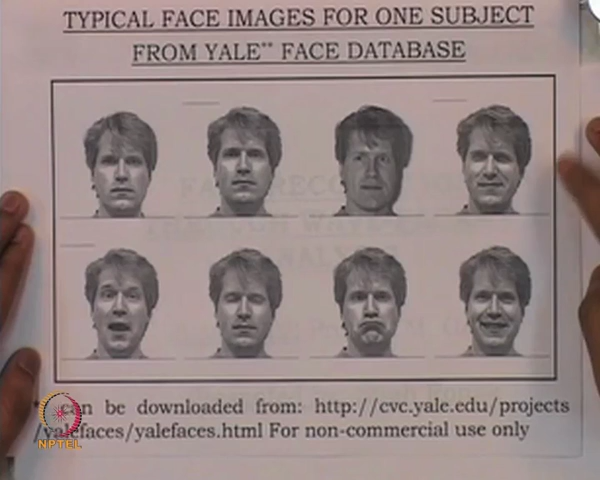 TYPICAL FACE IMAGES FOR ONE SUBJECT
FROM YALE** FACE DATABASE
can be downloaded from: http://cvc.yale.edu/projects
/yalefaces/yalefaces.html For non-commercial use only
NPTEL